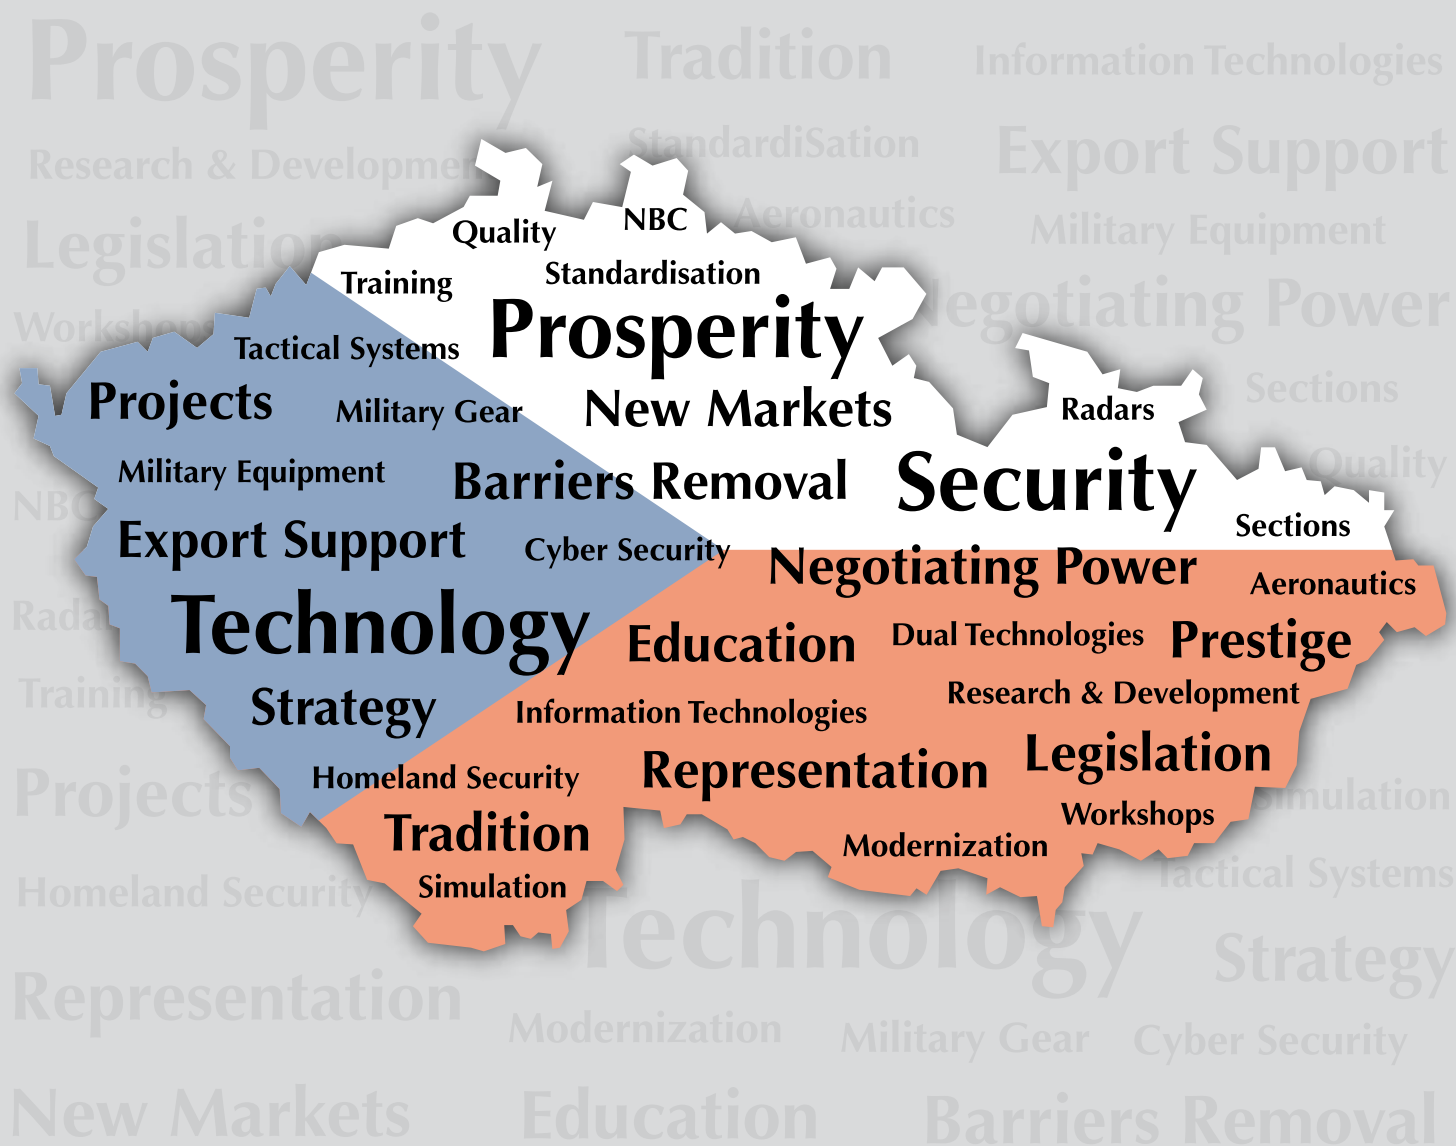 Prosperity
Tradition
Information Technologies
Research & Developmen
StandardiSation
Export Support
Legislation
Aeronautics
Military Equipment
Workshops
Negotiating Power
Sections
Quality
NBC
Rada
Training
Projects
Simulation
Homeland Security
Tactical Systems
Technology
Strategy
Representation
Modernization
Military Gear
Cyber Security
New Markets
Education
Barriers Removal
Quality
NBC
Training
Standardisation
Prosperity
Tactical Systems
Projects
Military Gear
New Markets
Radars
Military Equipment
Barriers Removal
Security
Sections
Export Support
Cyber Security
Negotiating Power
Aeronautics
Technology
Education
Dual Technologies
Prestige
Strategy
Information Technologies
Research & Development
Homeland Security
Representation
Legislation
Tradition
Workshops
Simulation
Modernization